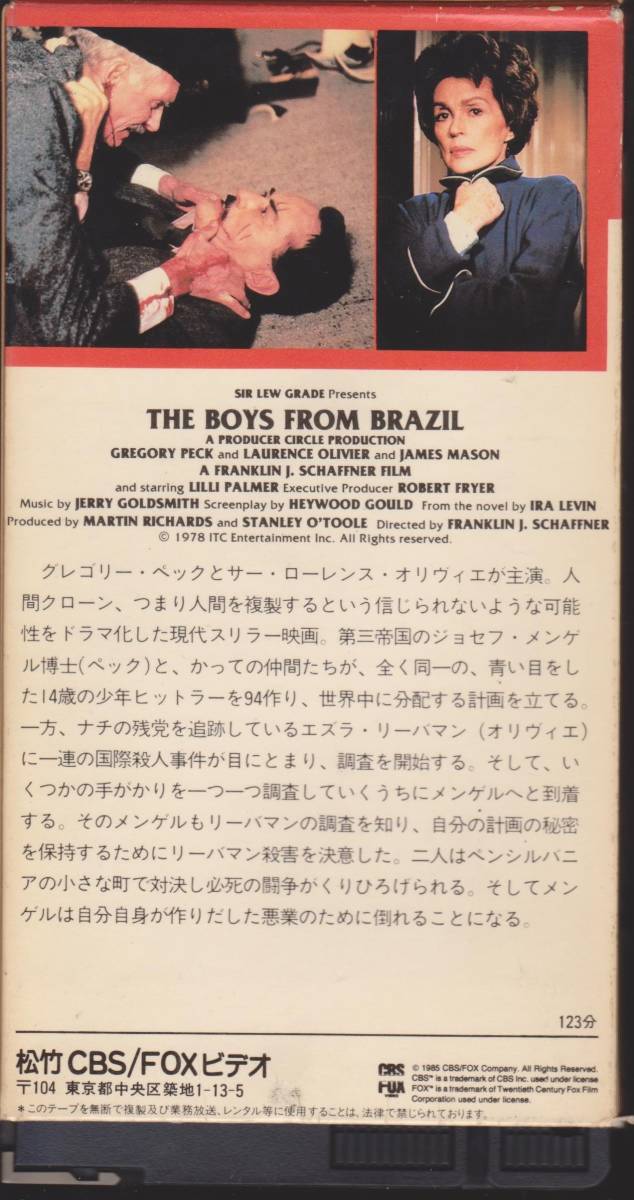 SIR LEW GRADE Presents
THE BOYS FROM BRAZIL
A PRODUCER CIRCLE PRODUCTION
GREGORY PECK and LAURENCE OLIVIER and JAMES MASON
A FRANKLIN J. SCHAFFNER FILM
and starring LILLI PALMER Executive Producer ROBERT FRYER
Music by JERRY GOLDSMITH Screenplay by HEYWOOD GOULD From the novel by IRA LEVIN
Produced by MARTIN RICHARDS and STANLEY O'TOOLE Directed by FRANKLIN J. SCHAFFNER
© 1978 ITC Entertainment Inc. All Rights reserved.
グレゴリー・ペックとサー・ローレンス・オリヴィエが主演。人
間クローン、つまり人間を複製するという信じられないような可能
性をドラマ化した現代スリラー映画。第三帝国のジョセフ・メンゲ
ル博士(ペック)と、かっての仲間たちが、全く同一の、青い目をし
た14歳の少年ヒットラーを94作り、世界中に分配する計画を立てる。
一方、ナチの残党を追跡しているエズラ・リーバマン(オリヴィエ)
に一連の国際殺人事件が目にとまり、調査を開始する。そして、い
くつかの手がかりを一つ一つ調査していくうちにメンゲルへと到着
する。そのメンゲルもリーバマンの調査を知り、自分の計画の秘密
を保持するためにリーバマン殺害を決意した。二人はペンシルバニ
アの小さな町で対決し必死の闘争がくりひろげられる。そしてメン
ゲルは自分自身が作りだした悪業のために倒れることになる。
123分
松竹 CBS/FOXビデオ
〒104 東京都中央区築地1-13-5
*このテープを無断で複製及び業務放送、レンタル等に使用することは、法律で禁じられております。
CBS
FOX
VIDEO
© 1985 CBS/FOX Company. All Rights Reserved.
CBS™ is a trademark of CBS Inc. used under license
FOX™ is a trademark of Twentieth Century Fox Film
Corporation used under license.